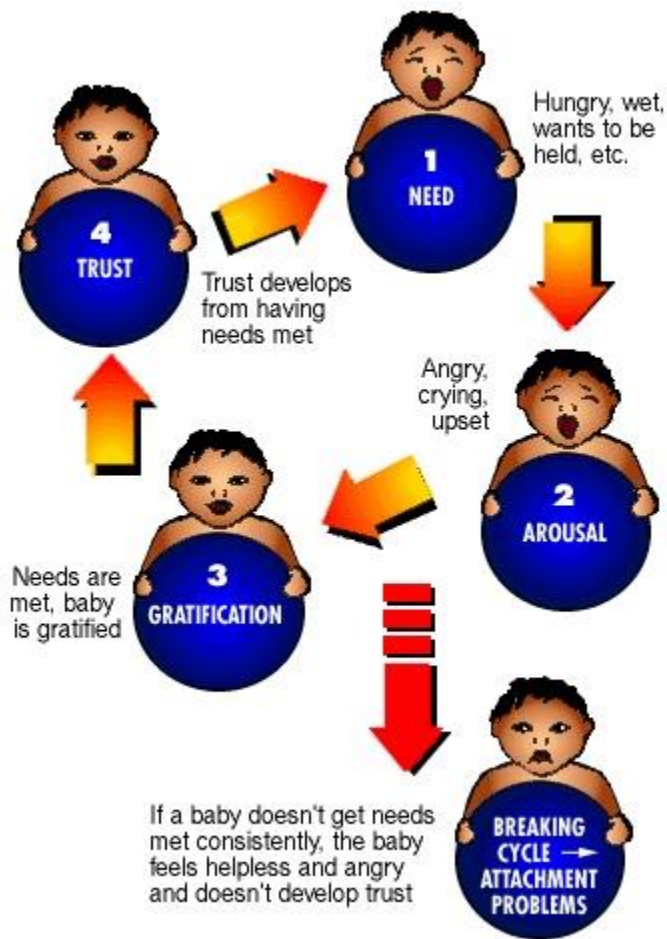 1
NEED
Hungry, wet,
wants to be
held, etc.
Angry,
crying,
upset
2
AROUSAL
3
GRATIFICATION
Needs are
met, baby
is gratified
4
TRUST
Trust develops
from having
needs met
If a baby doesn't get needs
met consistently, the baby
feels helpless and angry
and doesn't develop trust
BREAKING
CYCLE →
ATTACHMENT
PROBLEMS